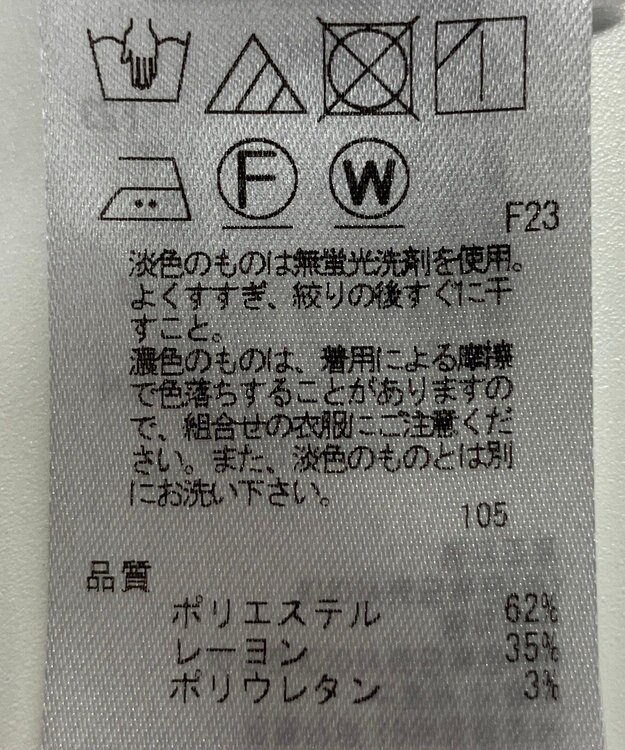 F
W
F23
淡色のものは無蛍光洗剤を使用。
よくすすぎ、絞りの後すぐに干
すこと。
濃色のものは、着用による摩擦
で色落ちすることがありますの
で、組合せの衣服にご注意くだ
さい。また、淡色のものとは別
にお洗い下さい。
105
品質
ポリエステル 62%
レーヨン 35%
ポリウレタン 3%